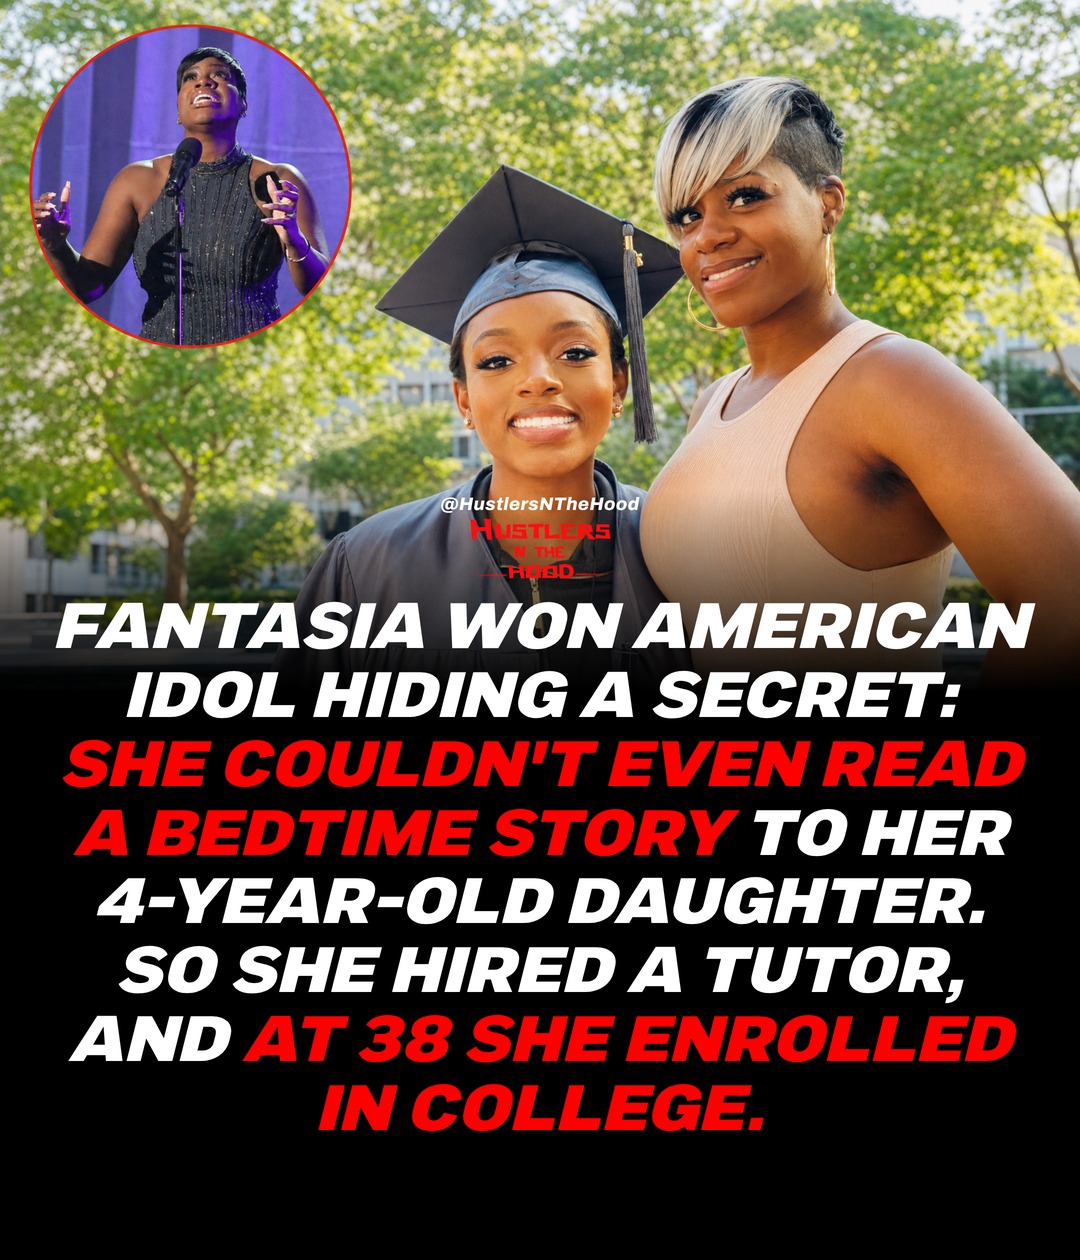 @HustlersNTheHood
HUSTLERS
N THE
HOOD
FANTASIA WON AMERICAN
IDOL HIDING A SECRET:
SHE COULDN'T EVEN READ
A BEDTIME STORY TO HER
4-YEAR-OLD DAUGHTER.
SO SHE HIRED A TUTOR,
AND AT 38 SHE ENROLLED
IN COLLEGE.